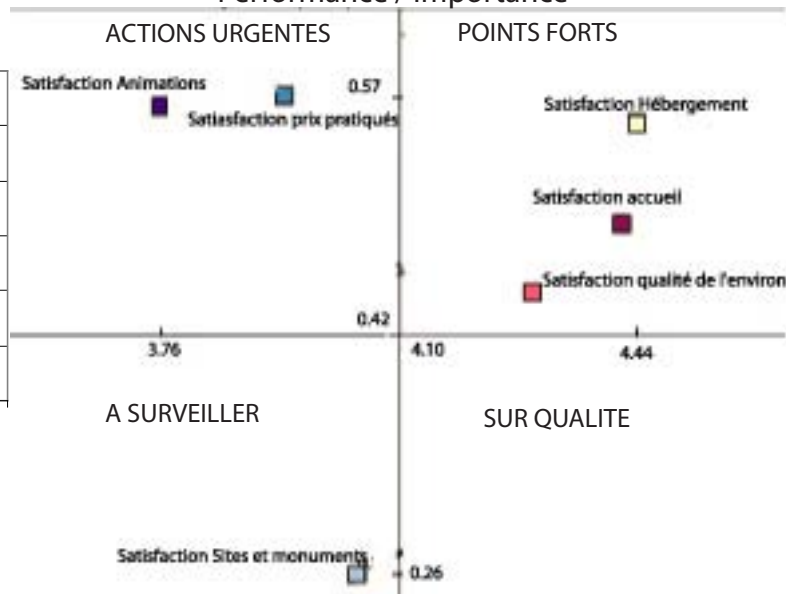 Performance / Importance
ACTIONS URGENTES
POINTS FORTS
Satisfaction Animations
0.57
Satiasfaction prix pratiqués
Satisfaction Hébergement
Satisfaction accueil
Satisfaction qualité de l'environ
0.42
3.76
4.10
4.44
A SURVEILLER
SUR QUALITE
Satisfaction Sites et monuments
0.26